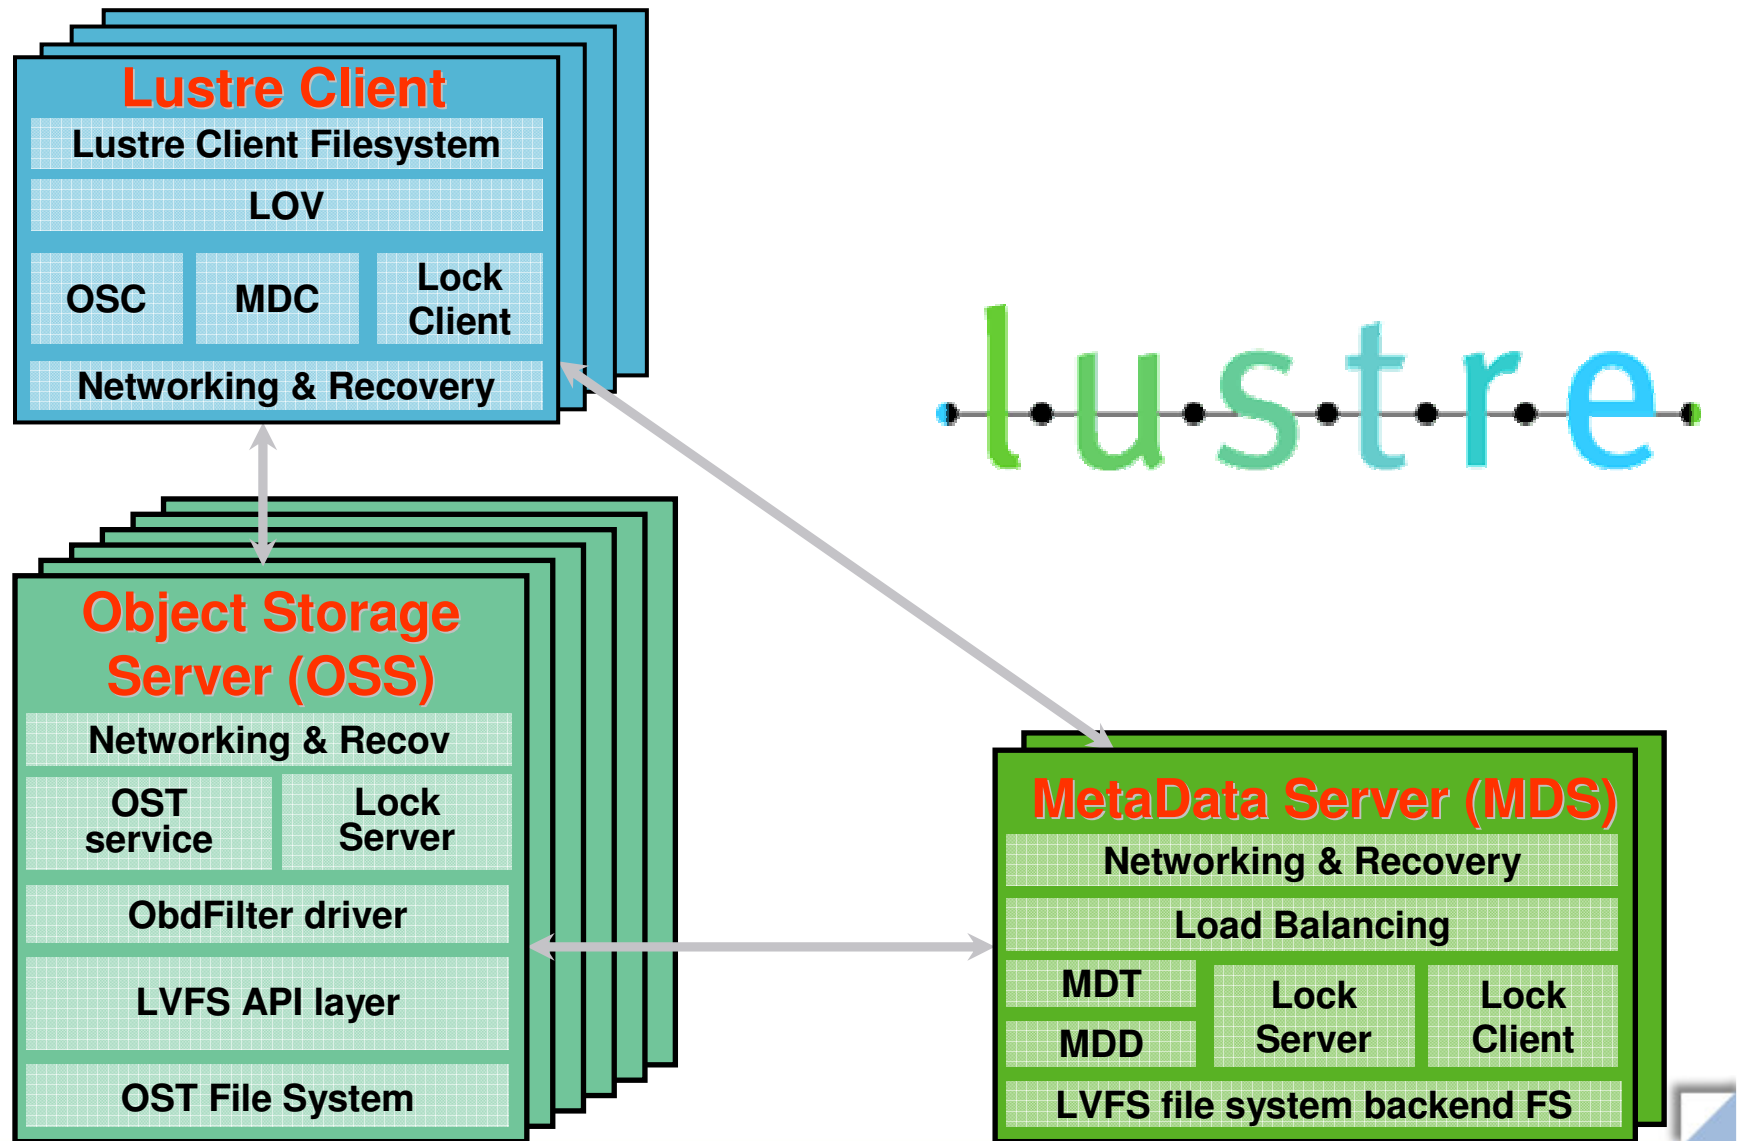 Lustre Client
Lustre Client Filesystem
LOV
OSC
MDC
Lock
Client
Networking & Recovery
lustre
Object Storage
Server (OSS)
Networking & Recov
OST
service
Lock
Server
ObdFilter driver
LVFS API layer
OST File System
MetaData Server (MDS)
Networking & Recovery
Load Balancing
MDT
MDD
Lock
Server
Lock
Client
LVFS file system backend FS